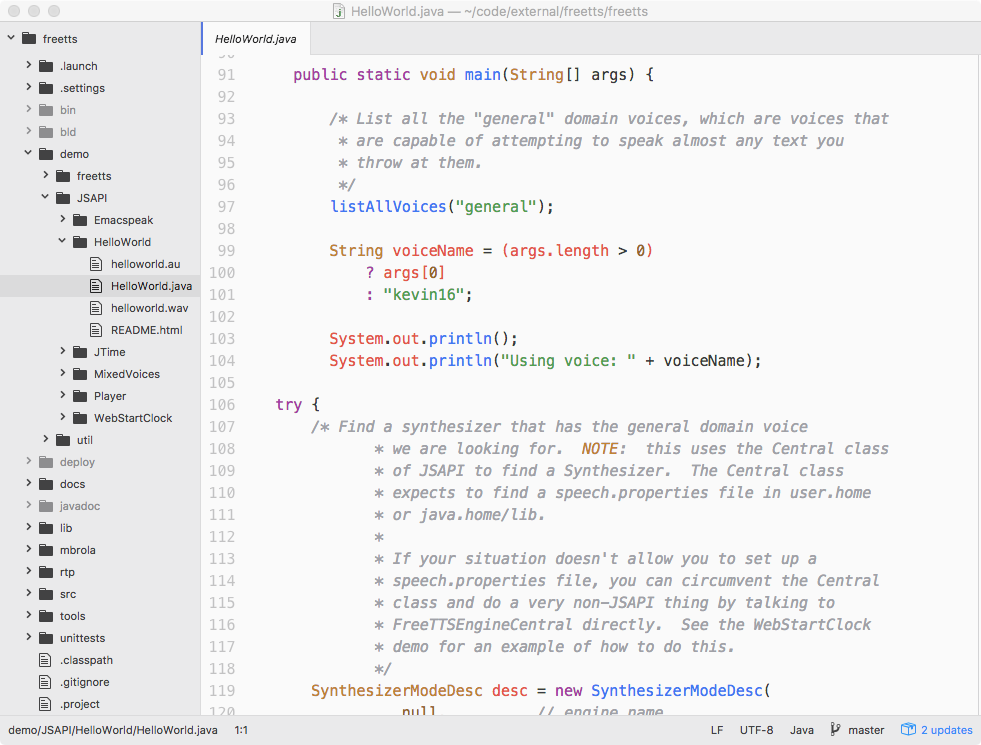 HelloWorld.java — ~/code/external/freetts/freetts
freetts
.launch
.settings
bin
bld
demo
freetts
JSAPI
Emacspeak
HelloWorld
helloworld.au
HelloWorld.java
helloworld.wav
README.html
JTime
MixedVoices
Player
WebStartClock
util
deploy
docs
javadoc
lib
mbrola
rtp
src
tools
unittests
.classpath
.gitignore
.project
HelloWorld.java
90
91 public static void main(String[] args) {
92
93 /* List all the "general" domain voices, which are voices that
94 * are capable of attempting to speak almost any text you
95 * throw at them.
96 */
97 listAllVoices("general");
98
99 String voiceName = (args.length > 0)
100 ? args[0]
101 : "kevin16";
102
103 System.out.println();
104 System.out.println("Using voice: " + voiceName);
105
106 try {
107 /* Find a synthesizer that has the general domain voice
108 * we are looking for.  NOTE:  this uses the Central class
109 * of JSAPI to find a Synthesizer.  The Central class
110 * expects to find a speech.properties file in user.home
111 * or java.home/lib.
112 *
113 * If your situation doesn't allow you to set up a
114 * speech.properties file, you can circumvent the Central
115 * class and do a very non-JSAPI thing by talking to
116 * FreeTTSEngineCentral directly.  See the WebStartClock
117 * demo for an example of how to do this.
118 */
119 SynthesizerModeDesc desc = new SynthesizerModeDesc(
120 null, // engine name
demo/JSAPI/HelloWorld/HelloWorld.java 1:1 LF UTF-8 Java master 2 updates